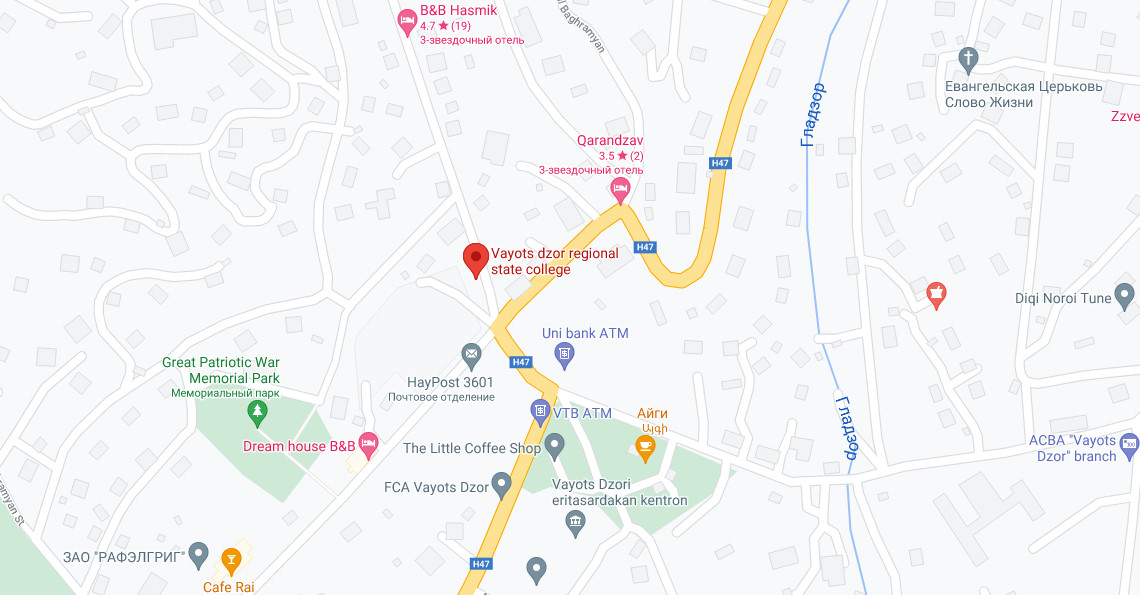 B&B Hasmik
4.7 ★ (19)
3-звездочный отель
Baghramyan
Гладзор
Евангельская Церьковь
Слово Жизни
Zzve
Qarandzav
3.5 ★ (2)
3-звездочный отель
H47
H47
Vayots dzor regional
state college
Diqi Noroi Tune
Uni bank ATM
H47
Great Patriotic War
Memorial Park
Мемориальный парк
HayPost 3601
Почтовое отделение
VTB ATM
Айги
Այգի
Гладзор
Dream house B&B
The Little Coffee Shop
ACBA "Vayots
Dzor" branch
FCA Vayots Dzor
Vayots Dzori
eritasardakan kentron
ramyan St
ЗАО "РАФЭЛГРИГ"
H47
Cafe Rai